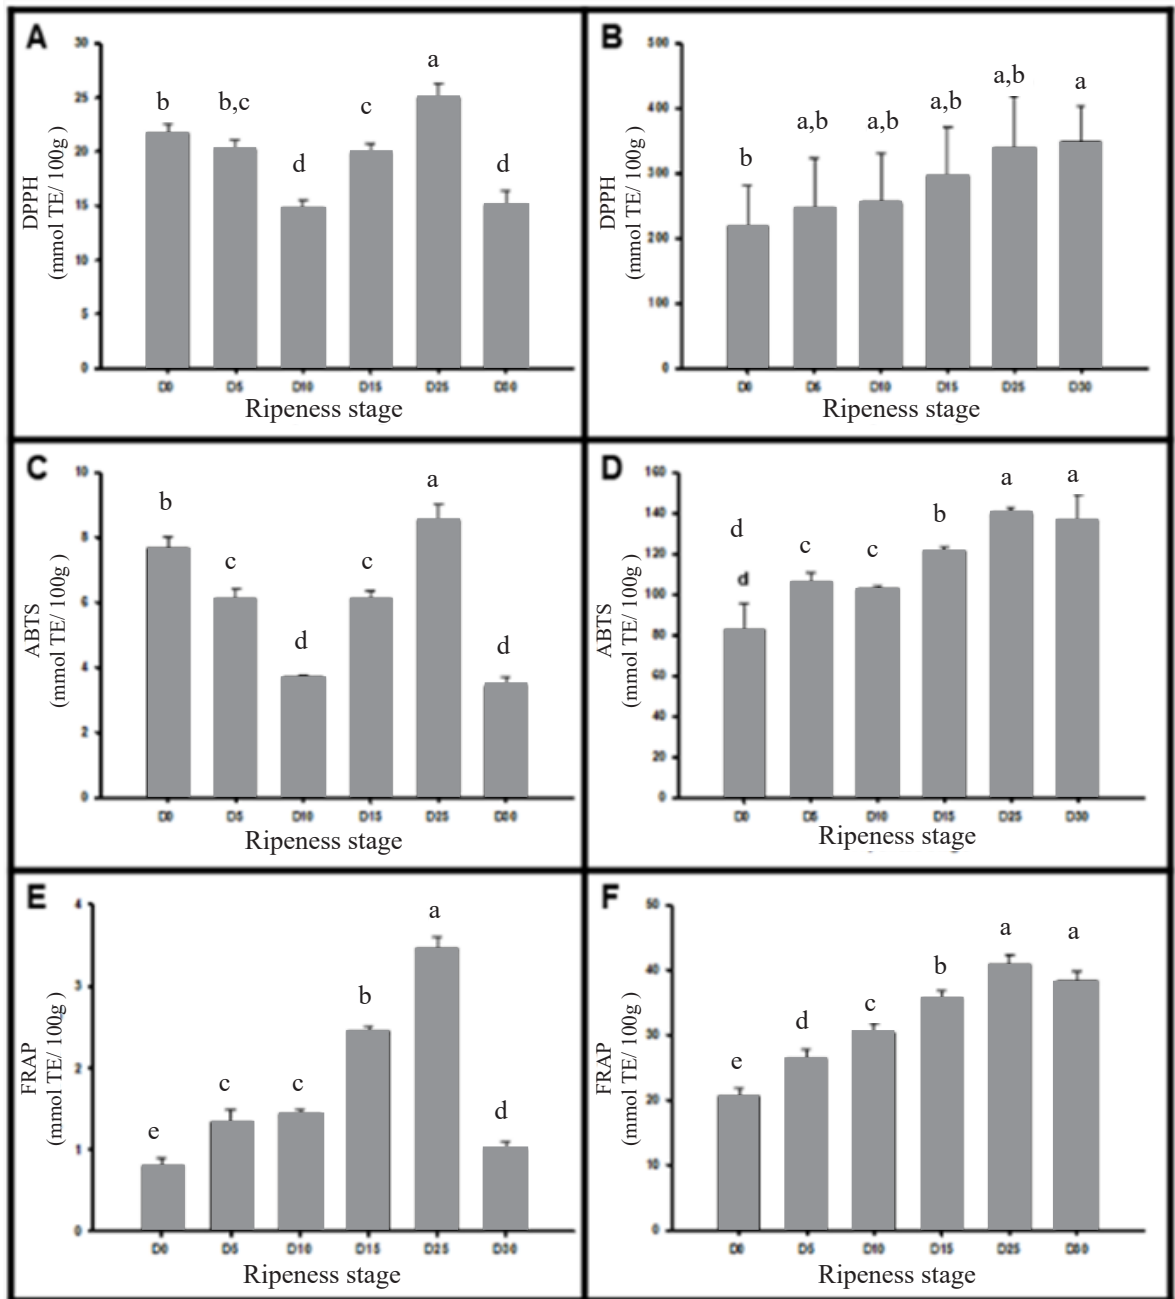 A
30
25
20
15
10
5
0
DPPH
(mmol TE/ 100g )
b b,c d c a d
D0 D5 D10 D15 D25 D30
Ripeness stage
B
500
400
300
200
100
0
DPPH
(mmol TE/ 100g )
b a,b a,b a,b a,b a
D0 D5 D10 D15 D25 D30
Ripeness stage
C
10
8
6
4
2
0
ABTS
(mmol TE/ 100g )
b c d c a d
D0 D5 D10 D15 D25 D30
Ripeness stage
D
160
140
120
100
80
60
40
20
0
ABTS
(mmol TE/ 100g )
d c c b a a
d
D0 D5 D10 D15 D25 D30
Ripeness stage
E
4
3
2
1
0
FRAP
(mmol TE/ 100g )
e c c b a d
D0 D5 D10 D15 D25 D30
Ripeness stage
F
50
40
30
20
10
0
FRAP
(mmol TE/ 100g )
e d c b a a
D0 D5 D10 D15 D25 D30
Ripeness stage